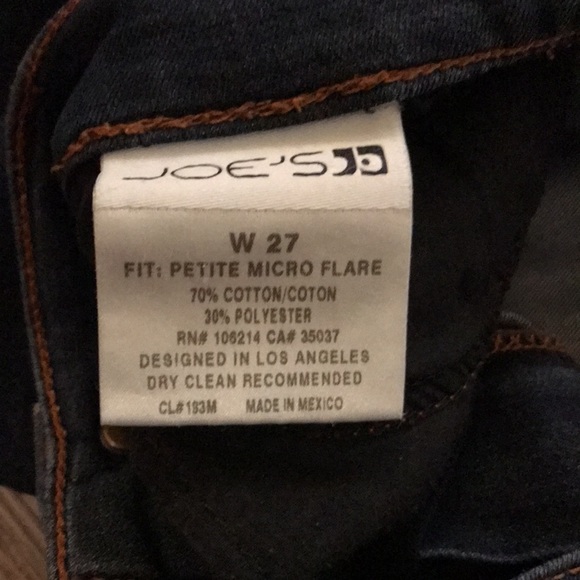 JOE'S
W 27
FIT: PETITE MICRO FLARE
70% COTTON/COTON
30% POLYESTER
RN# 106214 CA# 35037
DESIGNED IN LOS ANGELES
DRY CLEAN RECOMMENDED
CL#193M MADE IN MEXICO